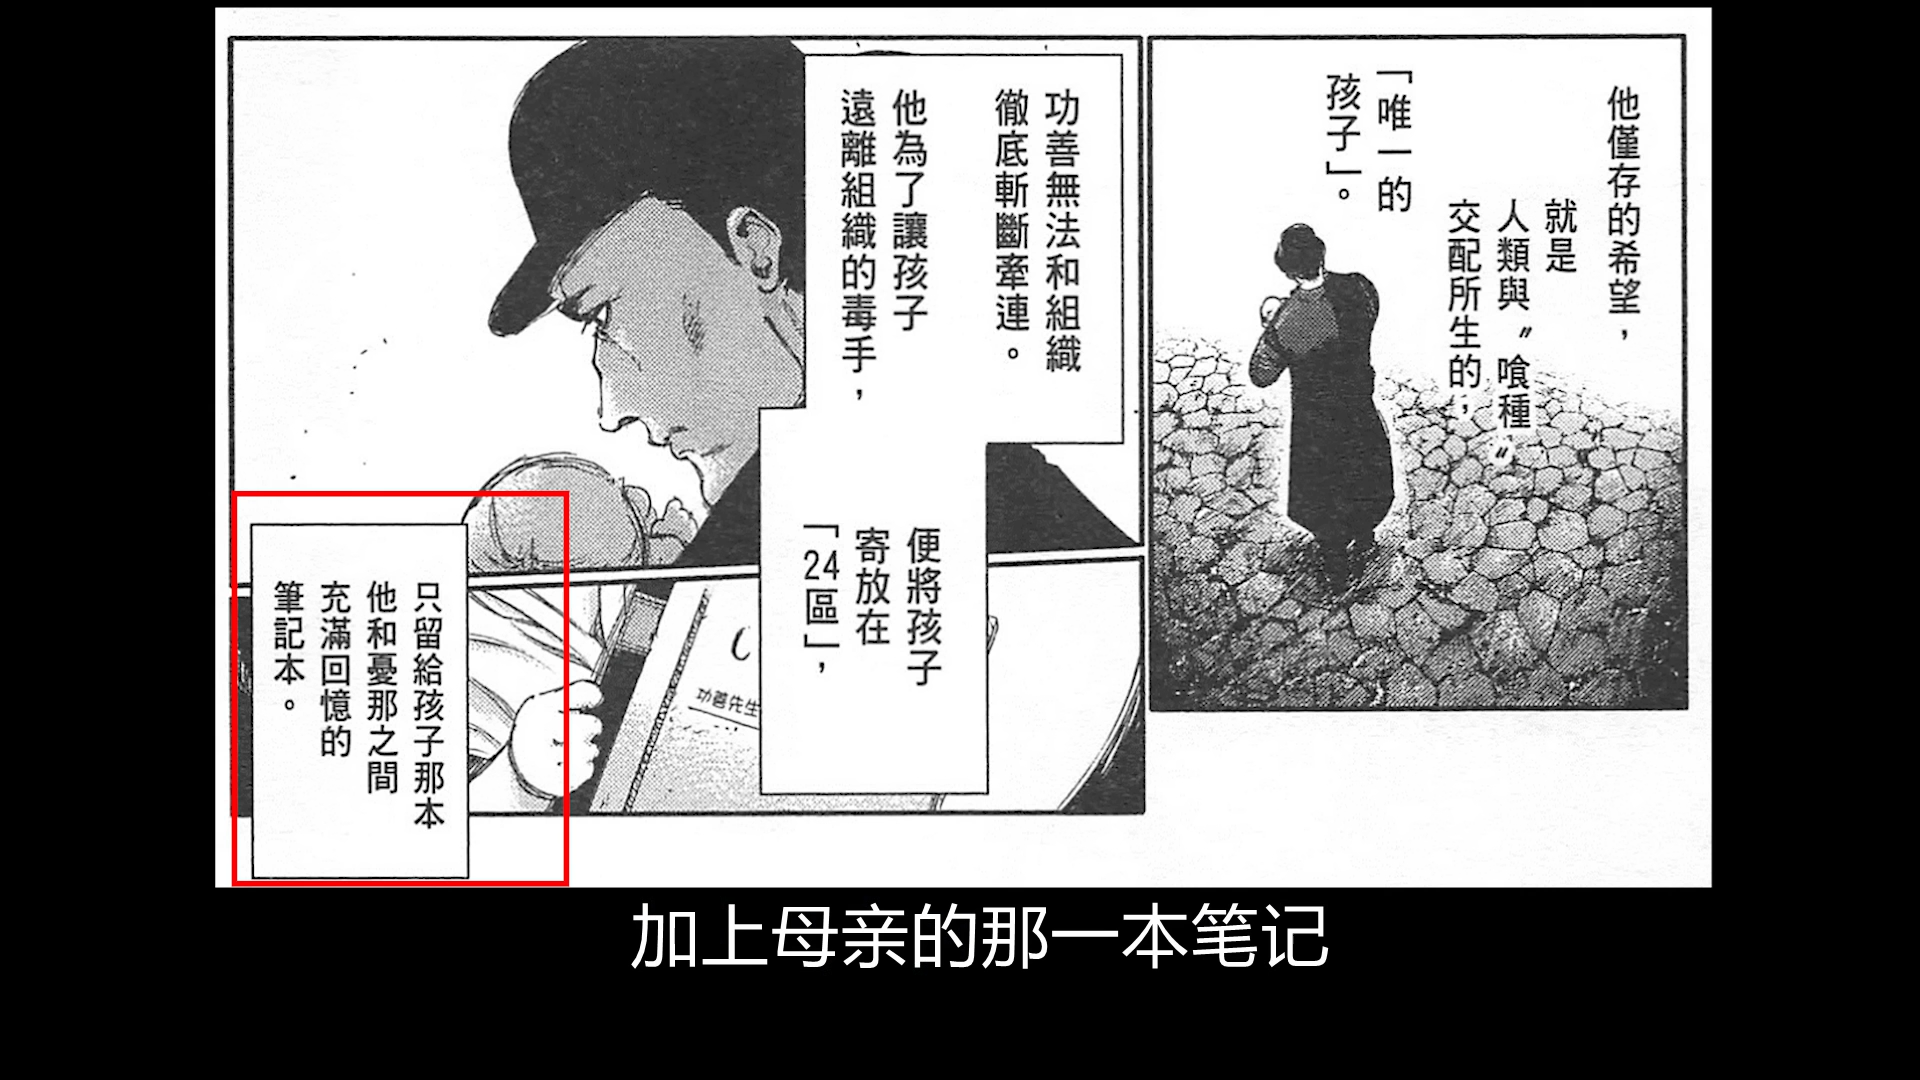 他僅存的希望，
就是
人類與〝喰種〞
交配所生的，
「唯一的
孩子」。
功善無法和組織
徹底斬斷牽連。
他為了讓孩子
遠離組織的毒手，
便將孩子
寄放在
「24區」，
功善先生
只留給孩子那本
他和憂那之間
充滿回憶的
筆記本。
加上母亲的那一本笔记